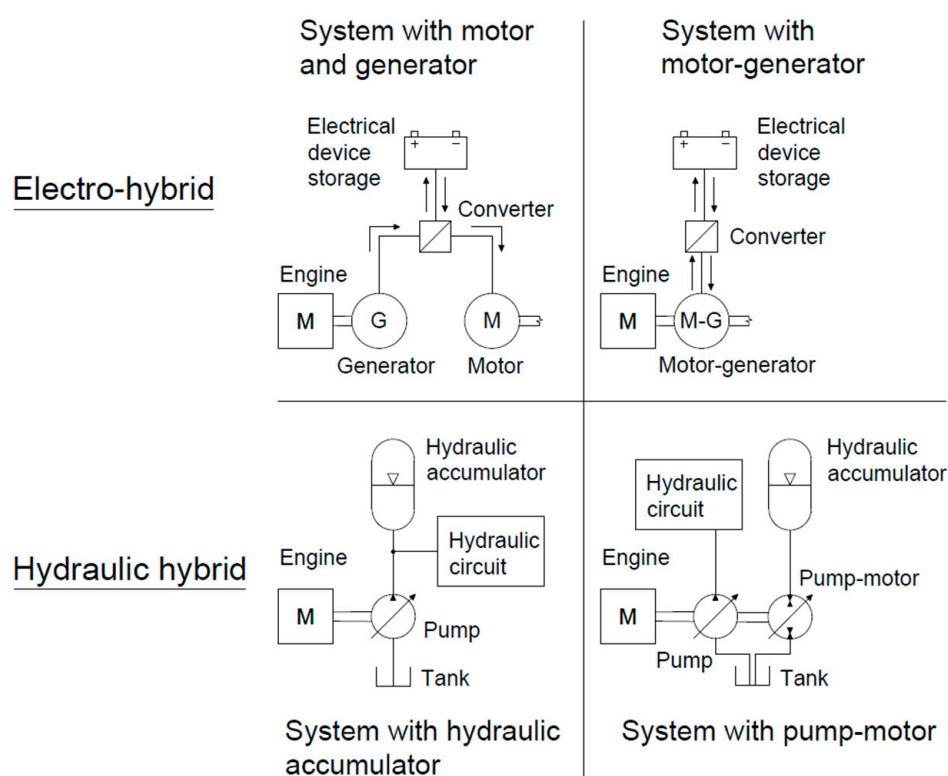 System with motor
and generator
System with
motor-generator
Electro-hybrid
Electrical
device
storage
+ -
Converter
Engine
M
G
M
Generator
Motor
Electrical
device
storage
+ -
Converter
Engine
M
M-G
Motor-generator
Hydraulic hybrid
Hydraulic
accumulator
Hydraulic
circuit
Engine
M
Pump
Tank
System with hydraulic
accumulator
Hydraulic
circuit
Hydraulic
accumulator
Engine
Pump-motor
M
Pump
Tank
System with pump-motor